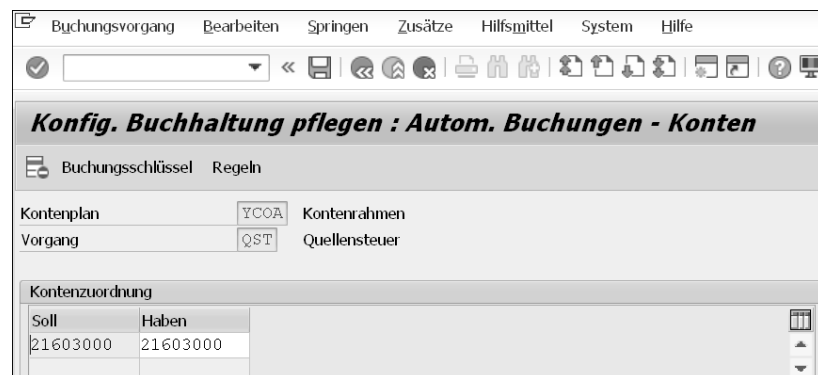 Buchungsvorgang Bearbeiten Springen Zusätze Hilfsmittel System Hilfe
Konfig. Buchhaltung pflegen : Autom. Buchungen - Konten
Buchungsschlüssel Regeln
Kontenplan YCOA Kontenrahmen
Vorgang QST Quellensteuer
Kontenzuordnung
Soll Haben
21603000 21603000